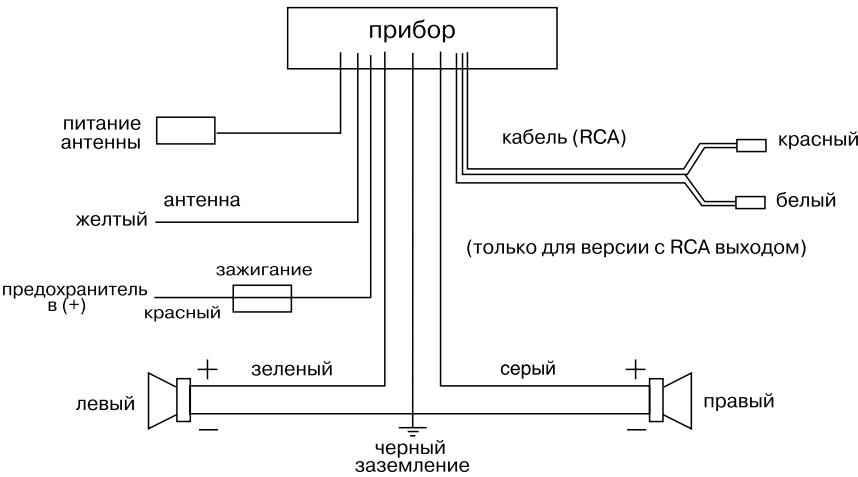 прибор
питание
антенны
кабель (RCA)
красный
антенна
желтый
белый
(только для версии с RCA выходом)
зажигание
предохранитель
в (+)
красный
+
зеленый
серый
+
левый
правый
−
−
черный
заземление